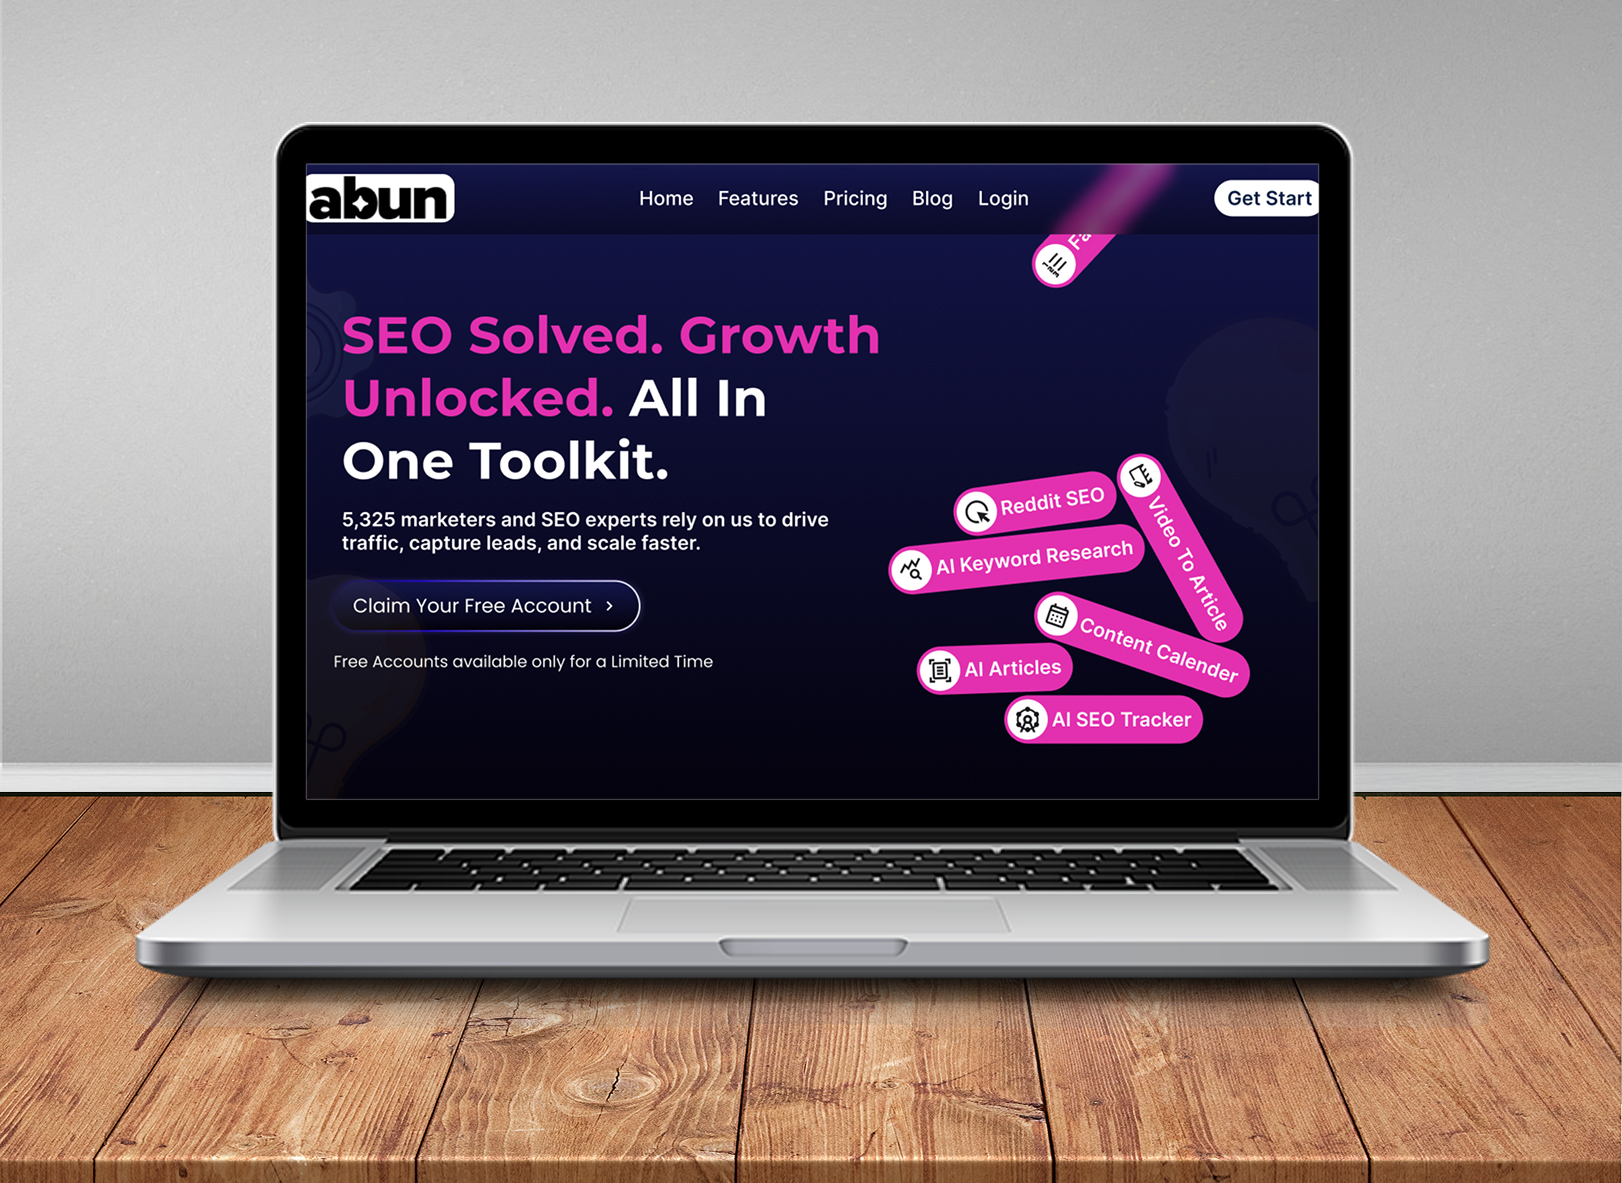 abun
Home Features Pricing Blog Login
Get Start
Fa
SEO Solved. Growth
Unlocked. All In
One Toolkit.
5,325 marketers and SEO experts rely on us to drive
traffic, capture leads, and scale faster.
Claim Your Free Account
Free Accounts available only for a Limited Time
Reddit SEO
Video To Article
AI Keyword Research
Content Calender
AI Articles
AI SEO Tracker